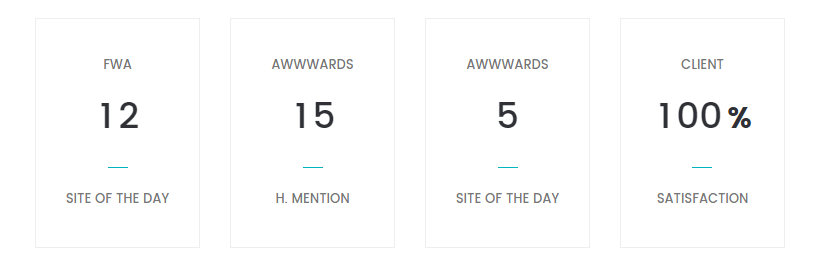 FWA
12
SITE OF THE DAY
AWWWARDS
15
H. MENTION
AWWWARDS
5
SITE OF THE DAY
CLIENT
100%
SATISFACTION